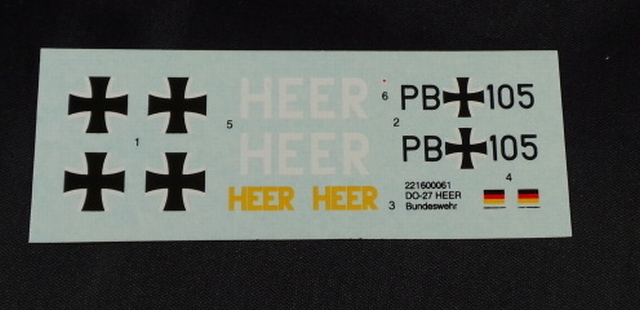 HEER
6
PB 105
5
2
1
HEER
PB 105
4
HEER HEER
3
221600061
DO-27 HEER
Bundeswehr